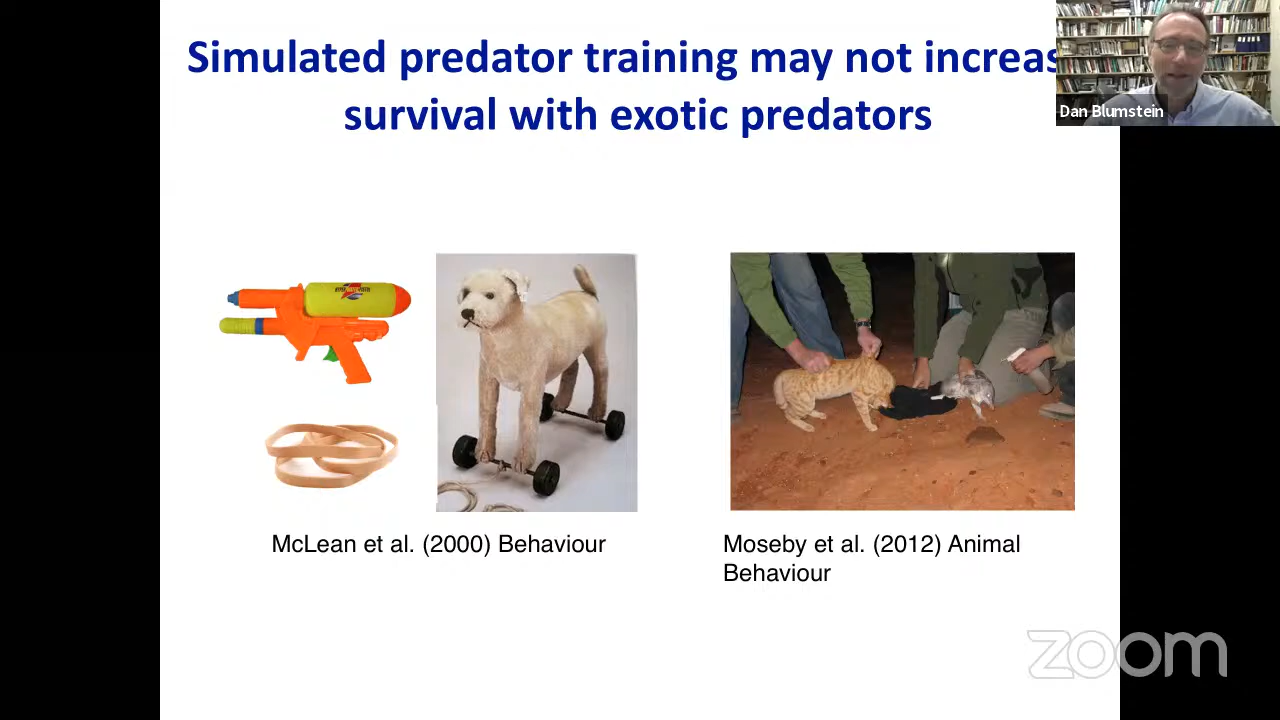 Simulated predator training may not increas
survival with exotic predators
Dan Blumstein
McLean et al. (2000) Behaviour
Moseby et al. (2012) Animal
Behaviour
zoom